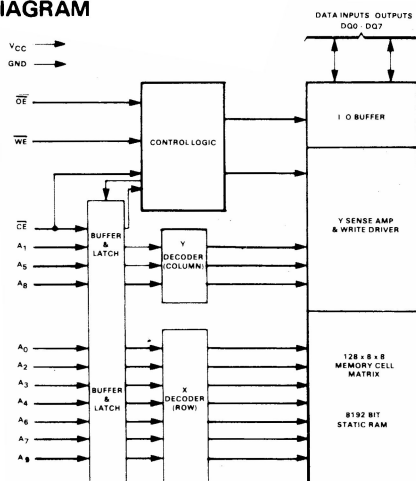 IAGRAM
DATA INPUTS OUTPUTS
DQ0 - DQ7
VCC
GND
OE
WE
CONTROL LOGIC
I O BUFFER
CE
A1
A5
A8
BUFFER
&
LATCH
Y
DECODER
(COLUMN)
Y SENSE AMP
& WRITE DRIVER
A0
A2
A3
A4
A6
A7
A9
BUFFER
&
LATCH
X
DECODER
(ROW)
128 x 8 x 8
MEMORY CELL
MATRIX
8192 BIT
STATIC RAM